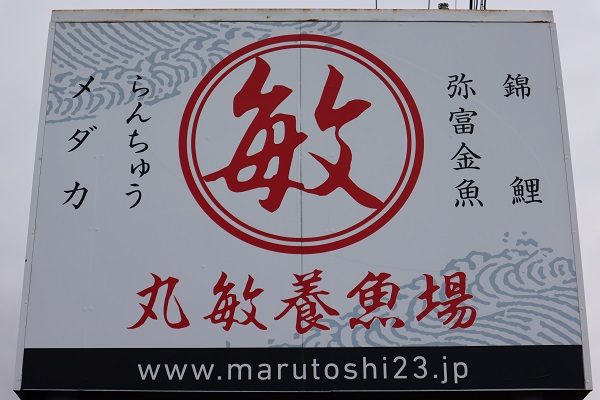 錦鯉
弥富金魚
敏
らんちゅう
メダカ
丸敏養魚場
www.marutoshi23.jp